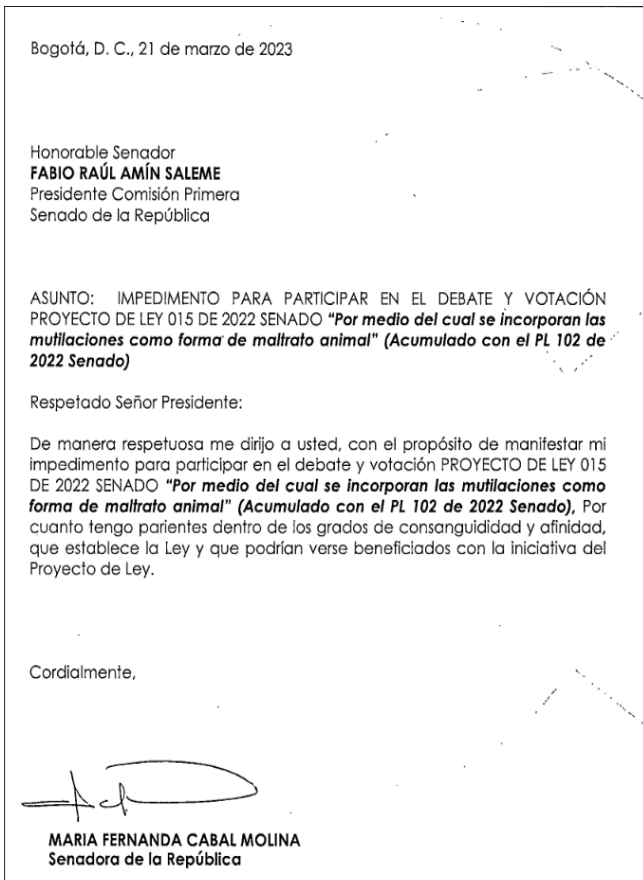 Bogotá, D. C., 21 de marzo de 2023
Honorable Senador
FABIO RAÚL AMÍN SALEME
Presidente Comisión Primera
Senado de la República
ASUNTO: IMPEDIMENTO PARA PARTICIPAR EN EL DEBATE Y VOTACIÓN
PROYECTO DE LEY 015 DE 2022 SENADO “Por medio del cual se incorporan las
mutilaciones como forma de maltrato animal” (Acumulado con el PL 102 de
2022 Senado)
Respetado Señor Presidente:
De manera respetuosa me dirijo a usted, con el propósito de manifestar mi
impedimento para participar en el debate y votación PROYECTO DE LEY 015
DE 2022 SENADO “Por medio del cual se incorporan las mutilaciones como
forma de maltrato animal” (Acumulado con el PL 102 de 2022 Senado), Por
cuanto tengo parientes dentro de los grados de consanguididad y afinidad,
que establece la Ley y que podrían verse beneficiados con la iniciativa del
Proyecto de Ley.
Cordialmente,
MARIA FERNANDA CABAL MOLINA
Senadora de la República